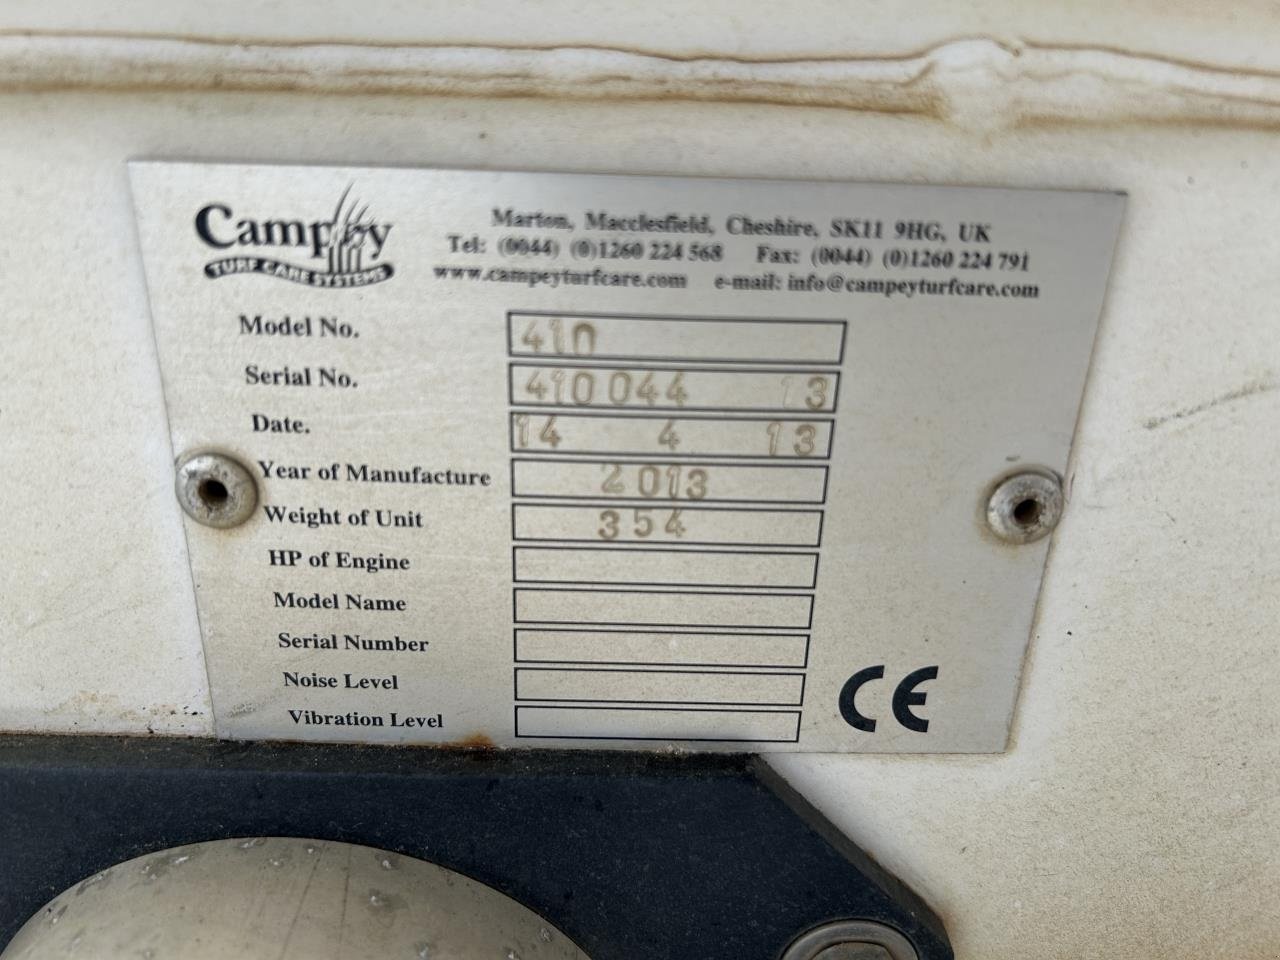 Campey
TURF CARE SYSTEMS
Marton, Macclesfield, Cheshire, SK11 9HG, UK
Tel: (0044) (0)1260 224 568 Fax: (0044) (0)1260 224 791
www.campeyturfcare.com e-mail: info@campeyturfcare.com
Model No. 410
Serial No. 410 044 13
Date. 14 4 13
Year of Manufacture 2013
Weight of Unit 354
HP of Engine
Model Name
Serial Number
Noise Level
Vibration Level
CE